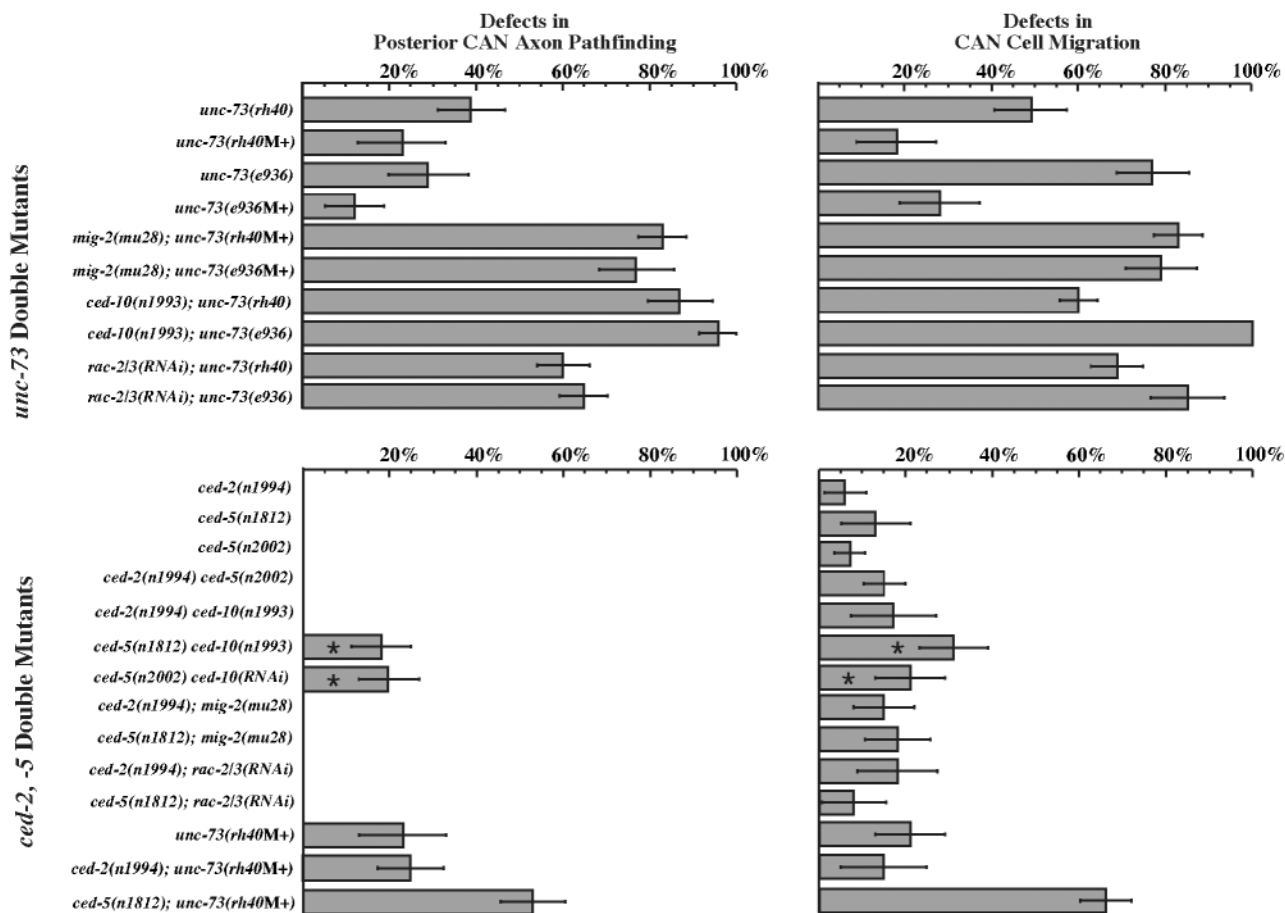 Defects in
Posterior CAN Axon Pathfinding
Defects in
CAN Cell Migration
20% 40% 60% 80% 100%
20% 40% 60% 80% 100%
unc-73 Double Mutants
unc-73(rh40)
unc-73(rh40M+)
unc-73(e936)
unc-73(e936M+)
mig-2(mu28); unc-73(rh40M+)
mig-2(mu28); unc-73(e936M+)
ced-10(n1993); unc-73(rh40)
ced-10(n1993); unc-73(e936)
rac-2/3(RNAi); unc-73(rh40)
rac-2/3(RNAi); unc-73(e936)
20% 40% 60% 80% 100%
20% 40% 60% 80% 100%
ced-2, -5 Double Mutants
ced-2(n1994)
ced-5(n1812)
ced-5(n2002)
ced-2(n1994) ced-5(n2002)
ced-2(n1994) ced-10(n1993)
ced-5(n1812) ced-10(n1993)
* *
ced-5(n2002) ced-10(RNAi)
* *
ced-2(n1994); mig-2(mu28)
ced-5(n1812); mig-2(mu28)
ced-2(n1994); rac-2/3(RNAi)
ced-5(n1812); rac-2/3(RNAi)
unc-73(rh40M+)
ced-2(n1994); unc-73(rh40M+)
ced-5(n1812); unc-73(rh40M+)